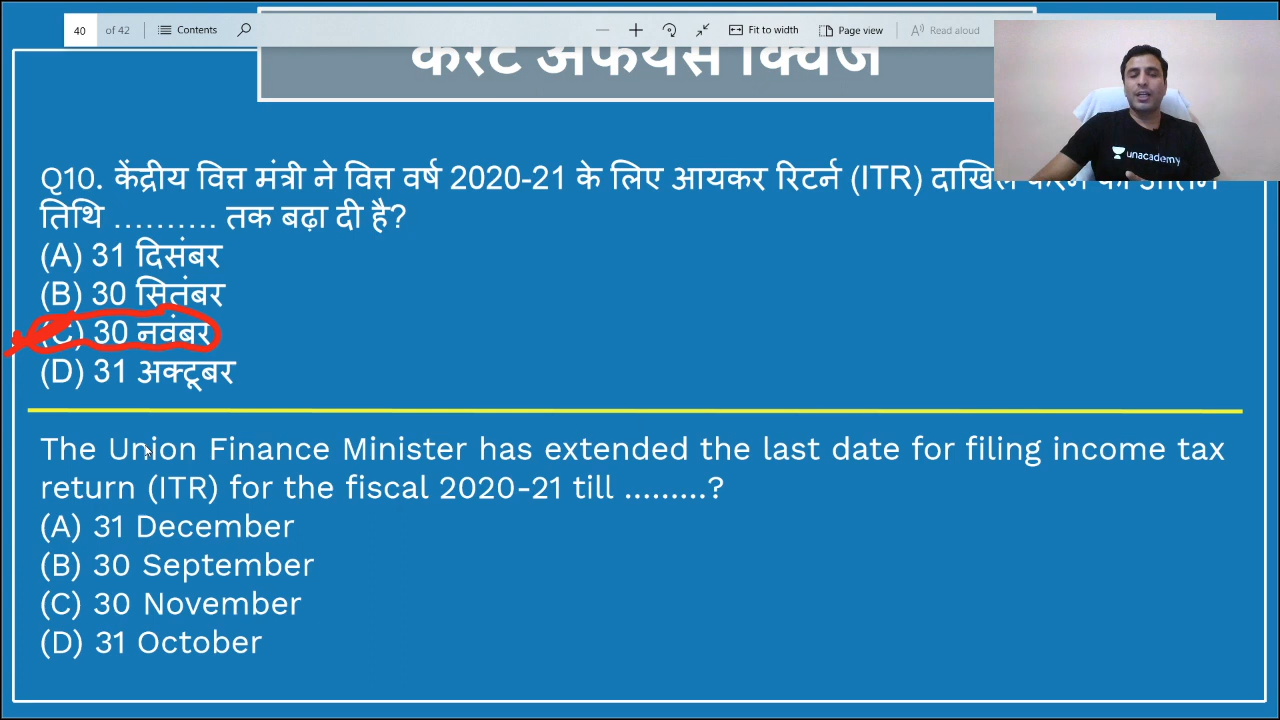 40 of 42 Contents Fit to width Page view Read aloud
करंट अफेयर्स क्विज
unacademy
Q10. केंद्रीय वित्त मंत्री ने वित्त वर्ष 2020-21 के लिए आयकर रिटर्न (ITR) दाखिल
तिथि .......... तक बढ़ा दी है?
(A) 31 दिसंबर
(B) 30 सितंबर
(C) 30 नवंबर
(D) 31 अक्टूबर
The Union Finance Minister has extended the last date for filing income tax
return (ITR) for the fiscal 2020-21 till .........?
(A) 31 December
(B) 30 September
(C) 30 November
(D) 31 October